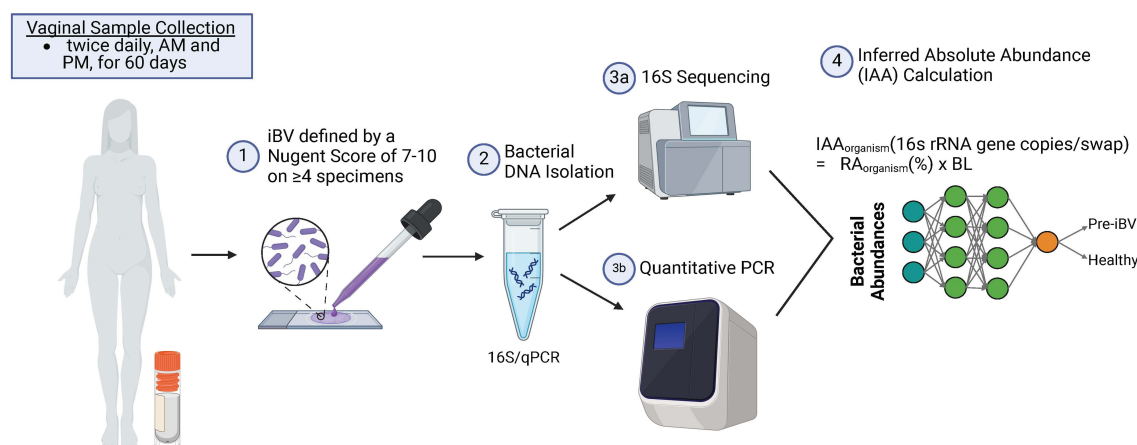 Vaginal Sample Collection
• twice daily, AM and
PM, for 60 days
1
iBV defined by a
Nugent Score of 7-10
on ≥4 specimens
2
Bacterial
DNA Isolation
16S/qPCR
3a
16S Sequencing
3b
Quantitative PCR
4
Inferred Absolute Abundance
(IAA) Calculation
IAAorganism(16s rRNA gene copies/swap)
= RAorganism(%) x BL
Bacterial
Abundances
Pre-iBV
Healthy